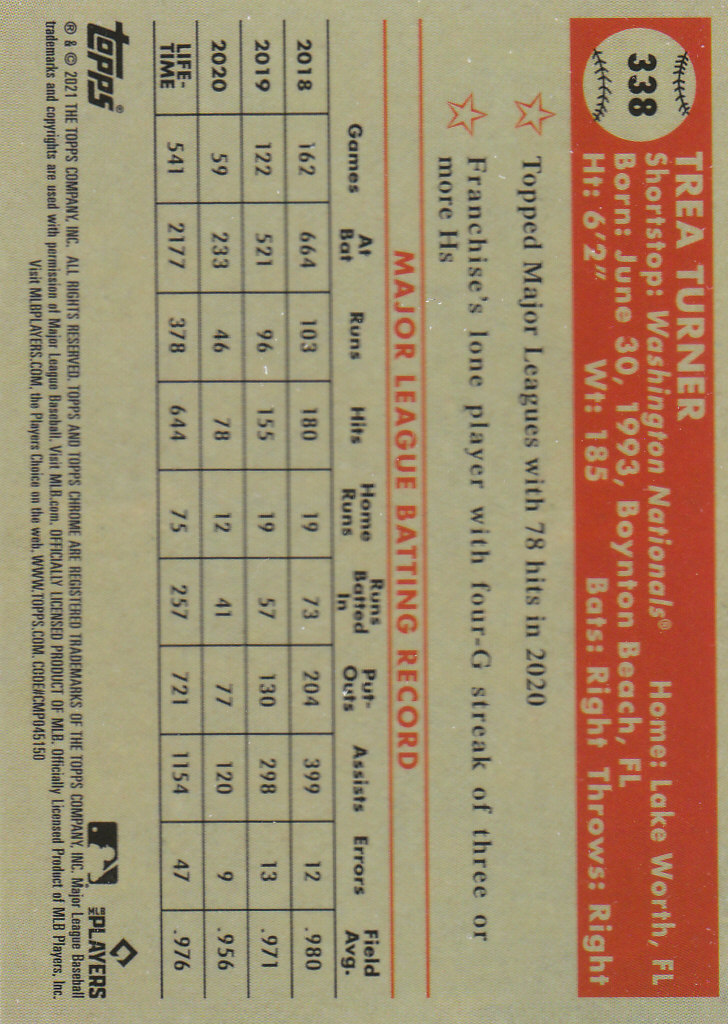 338
TREA TURNER
Shortstop: Washington Nationals® Home: Lake Worth, FL
Born: June 30, 1993, Boynton Beach, FL
Ht: 6'2" Wt: 185 Bats: Right Throws: Right
Topped Major Leagues with 78 hits in 2020
Franchise's lone player with four-G streak of three or
more Hs
MAJOR LEAGUE BATTING RECORD
Games At Bat Runs Hits Home Runs Runs Batted In Put-Outs Assists Errors Field Avg.
2018 162 664 103 180 19 73 204 399 12 .980
2019 122 521 96 155 19 57 130 298 13 .971
2020 59 233 46 78 12 41 77 120 9 .956
LIFE-TIME 541 2177 378 644 75 257 721 1154 47 .976
topps®
MLB PLAYERS
® & © 2021 THE TOPPS COMPANY, INC. ALL RIGHTS RESERVED. TOPPS AND TOPPS CHROME ARE REGISTERED TRADEMARKS OF THE TOPPS COMPANY, INC. Major League Baseball
trademarks and copyrights are used with permission of Major League Baseball. Visit MLB.com. OFFICIALLY LICENSED PRODUCT OF MLB. Officially Licensed Product of MLB Players, Inc.
Visit MLBPLAYERS.COM, the Players Choice on the web. WWW.TOPPS.COM. CODE#CMP045150